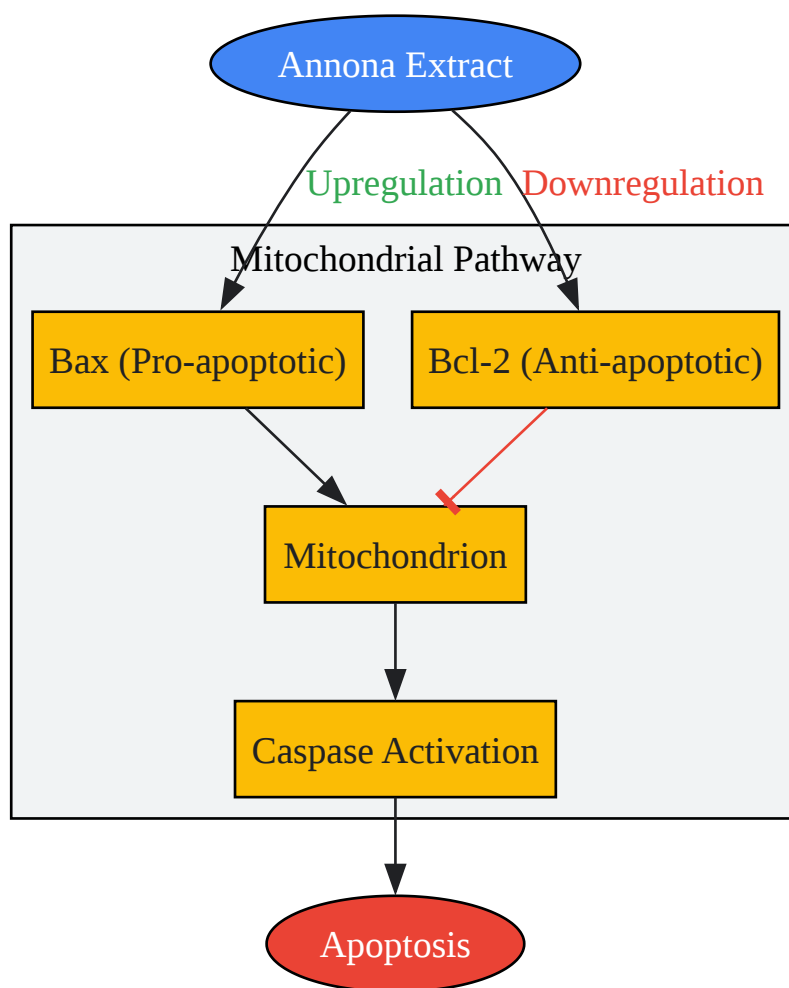 Annona Extract
Upregulation
Downregulation
Mitochondrial Pathway
Bax (Pro-apoptotic)
Bcl-2 (Anti-apoptotic)
Mitochondrion
Caspase Activation
Apoptosis